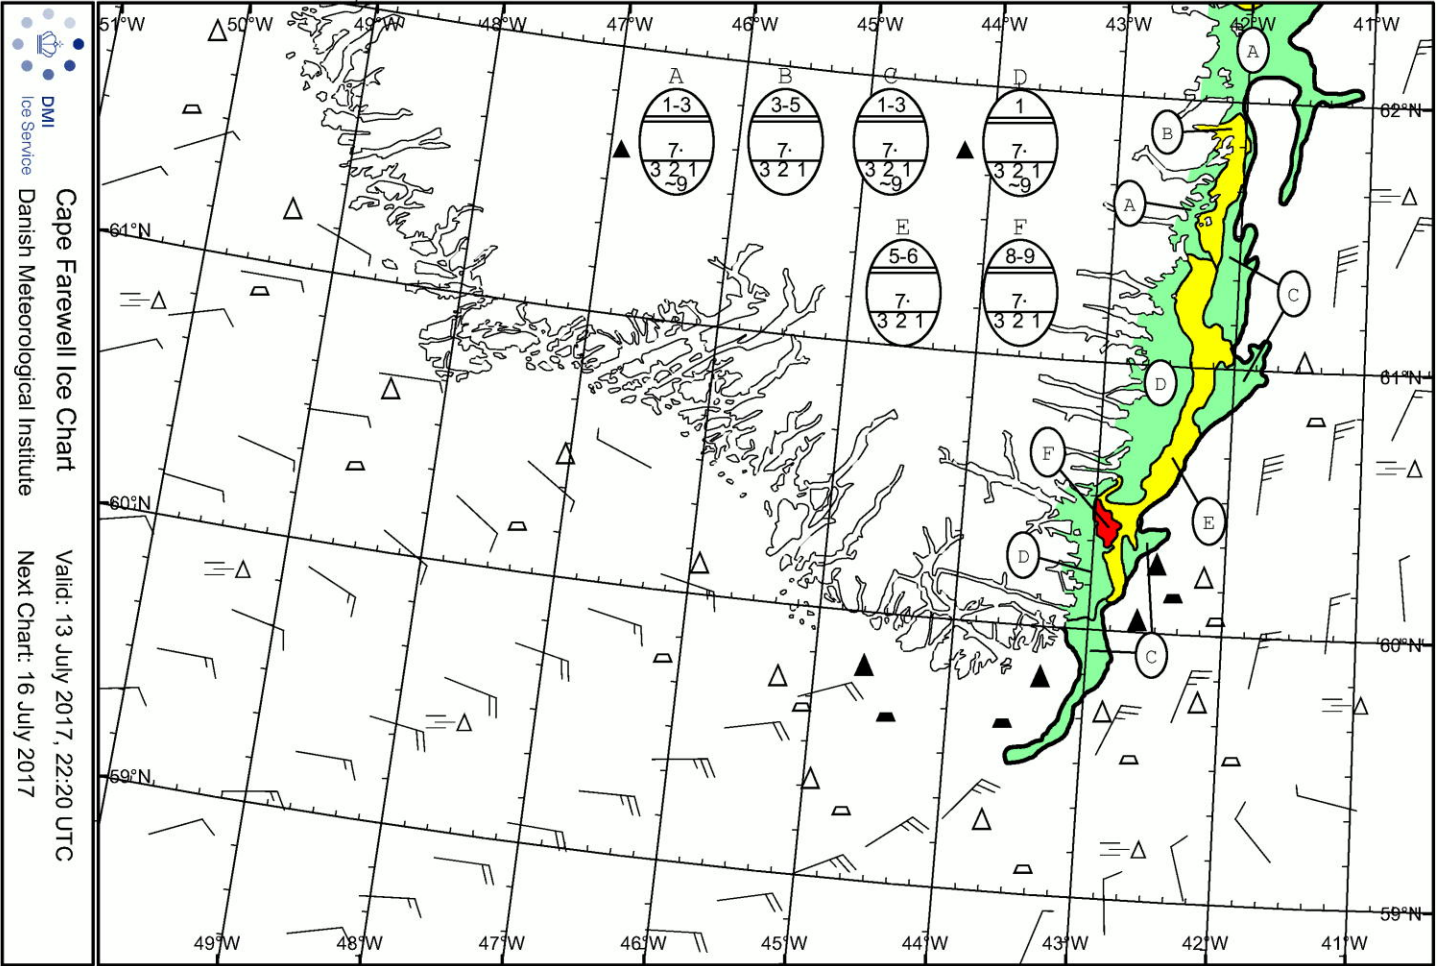 DMI
Ice Service
Cape Farewell Ice Chart
Danish Meteorological Institute
Valid: 13 July 2017, 22:20 UTC
Next Chart: 16 July 2017
51°W 50°W 49°W 48°W 47°W 46°W 45°W 44°W 43°W 42°W 41°W
A B C D
1-3 3-5 1-3 1
7. 7. 7. 7.
3 2 1 3 2 1 3 2 1 3 2 1
~9 ~9 ~9
E F
5-6 8-9
7. 7.
3 2 1 3 2 1
A
62°N
B
A
61°N
C
D
61°N
F
60°N
E
D
C
60°N
59°N
59°N
49°W 48°W 47°W 46°W 45°W 44°W 43°W 42°W 41°W